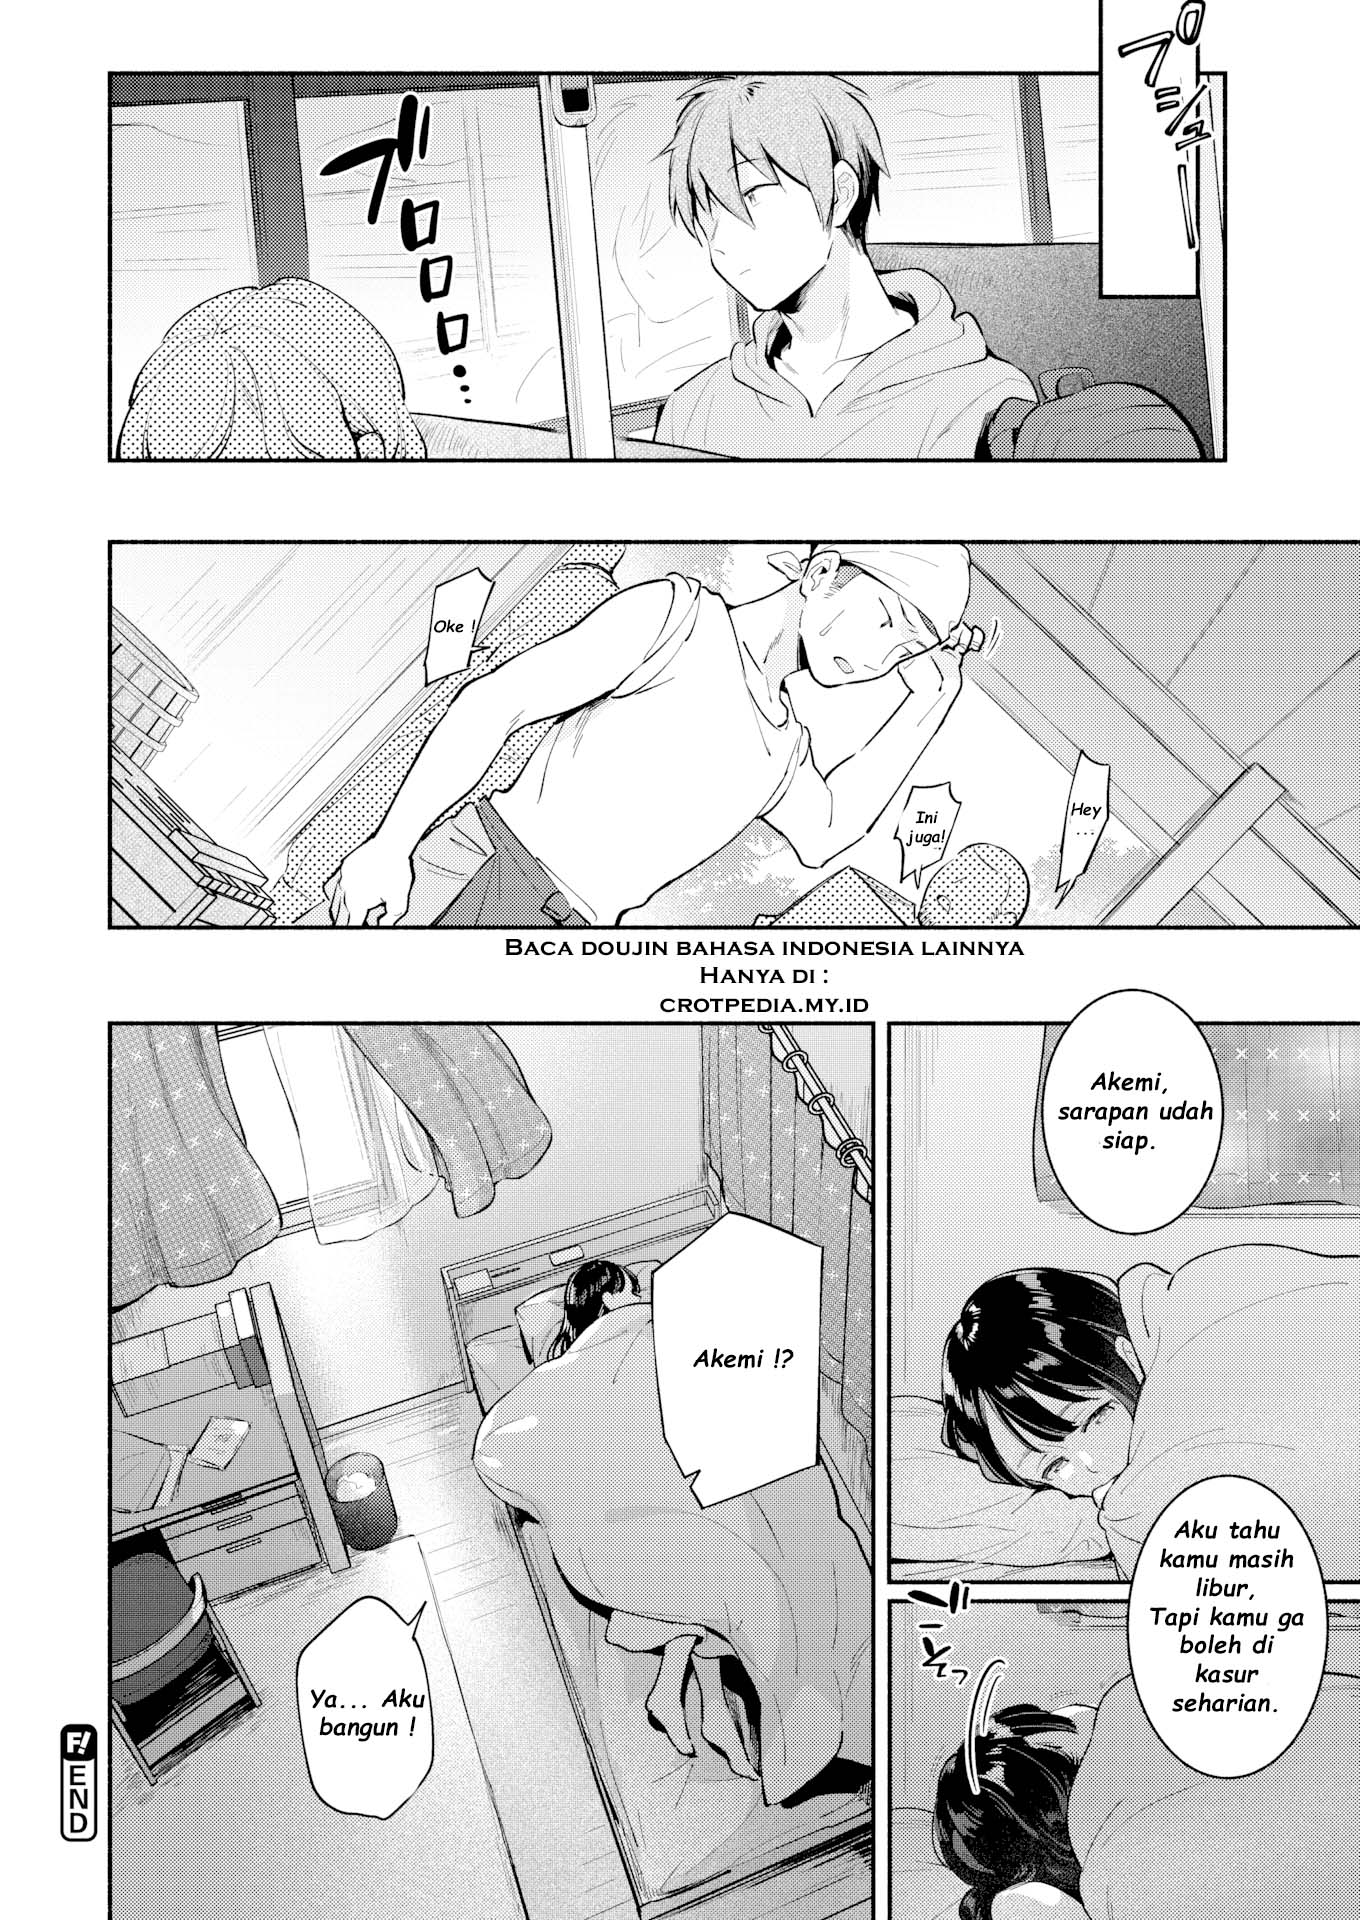 プシュ
ブロロロ...
Oke !
Hey
...
Ini
juga!
BACA DOUJIN BAHASA INDONESIA LAINNYA
HANYA DI :
CROTPEDIA.MY.ID
Akemi,
sarapan udah
siap.
Aku tahu
kamu masih
libur,
Tapi kamu ga
boleh di
kasur
seharian.
Akemi !?
Ya... Aku
bangun !
F!
END